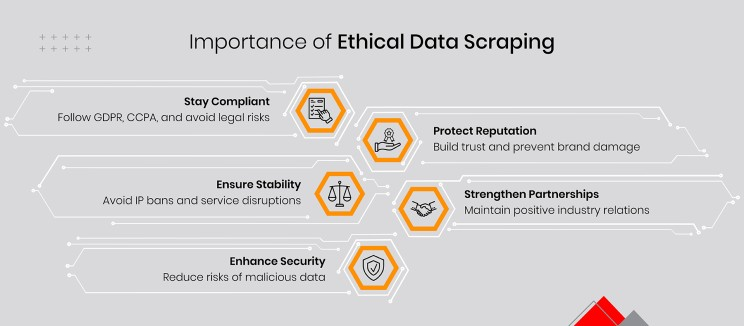 Importance of Ethical Data Scraping
Stay Compliant
Follow GDPR, CCPA, and avoid legal risks
Protect Reputation
Build trust and prevent brand damage
Ensure Stability
Avoid IP bans and service disruptions
Strengthen Partnerships
Maintain positive industry relations
Enhance Security
Reduce risks of malicious data